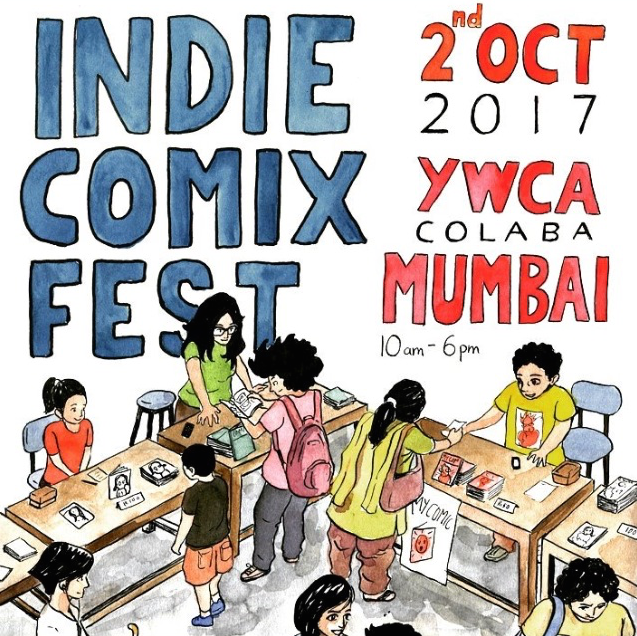 INDIE
COMIX
FEST
2nd OCT
2017
YWCA
COLABA
MUMBAI
10am - 6pm
MY COMIC